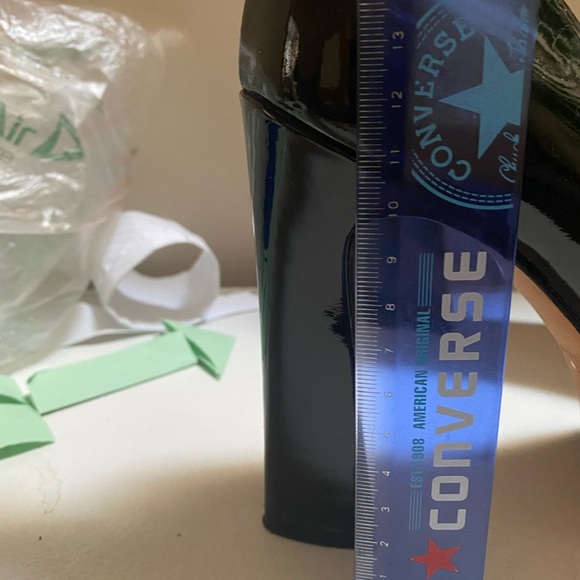 Air
CONVERSE
Chuck
CONVERSE
AMERICAN ORIGINAL
EST. 1908
13
12
11
10
9
8
7
6
5
4
3
2
1